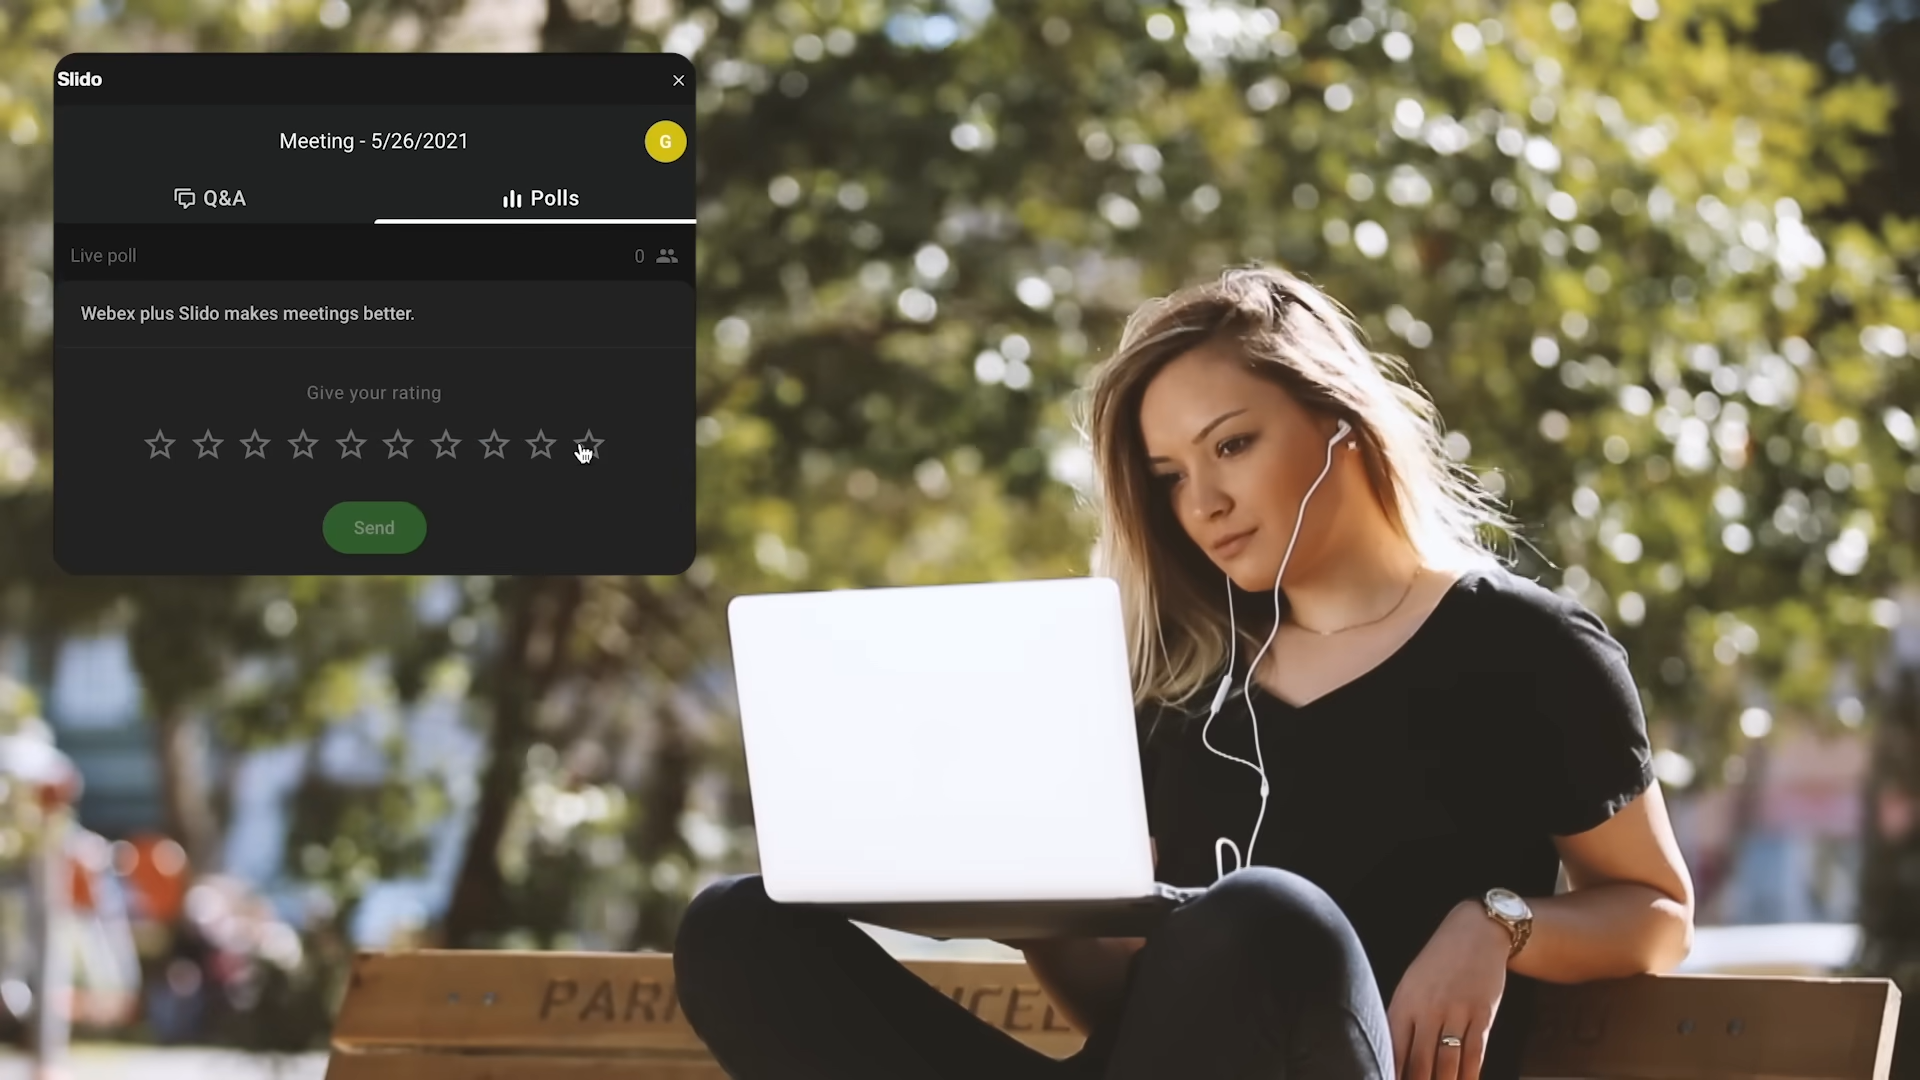 Slido
Meeting - 5/26/2021
G
Q&A
Polls
Live poll
0
Webex plus Slido makes meetings better.
Give your rating
Send